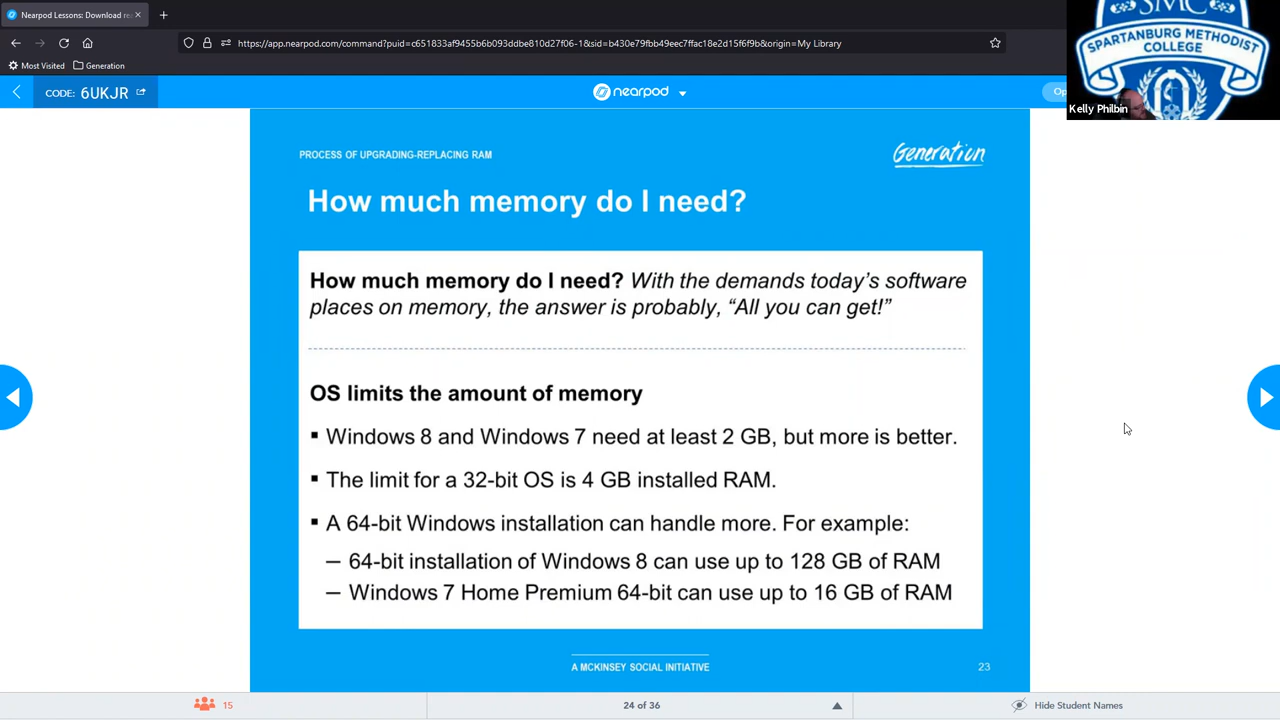 Nearpod Lessons: Download re
https://app.nearpod.com/command?puid=c651833af9455b6b093ddbe810d27f06-1&sid=b430e79fbb49eec7ffac18e2d15f6f9b&origin=My Library
Most Visited
Generation
CODE: 6UKJR
nearpod
Op
SMC
SPARTANBURG METHODIST
COLLEGE
Kelly Philbin
PROCESS OF UPGRADING-REPLACING RAM
Generation
How much memory do I need?
How much memory do I need? With the demands today's software
places on memory, the answer is probably, “All you can get!”
OS limits the amount of memory
▪ Windows 8 and Windows 7 need at least 2 GB, but more is better.
▪ The limit for a 32-bit OS is 4 GB installed RAM.
▪ A 64-bit Windows installation can handle more. For example:
– 64-bit installation of Windows 8 can use up to 128 GB of RAM
– Windows 7 Home Premium 64-bit can use up to 16 GB of RAM
A MCKINSEY SOCIAL INITIATIVE
23
15
24 of 36
Hide Student Names